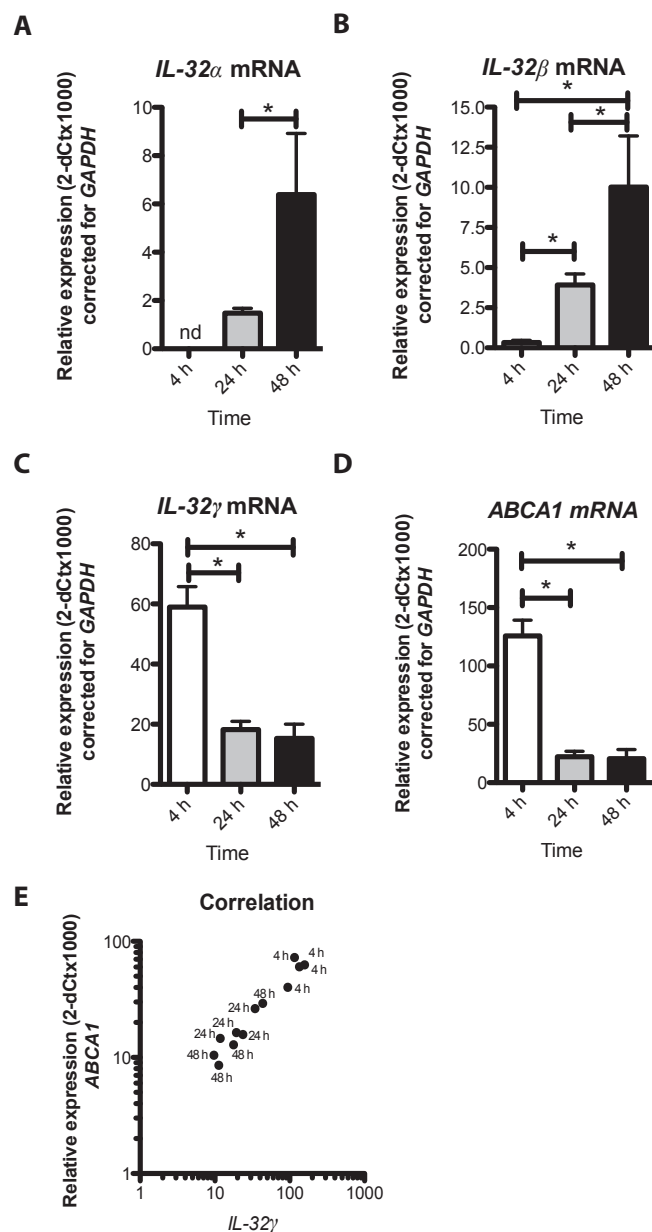 A
IL-32α mRNA
Relative expression (2-dCtx1000)
corrected for GAPDH
10
8
6
4
2
0
nd
*
4 h
24 h
48 h
Time
B
IL-32β mRNA
Relative expression (2-dCtx1000)
corrected for GAPDH
15.0
12.5
10.0
7.5
5.0
2.5
0.0
*
*
*
4 h
24 h
48 h
Time
C
IL-32γ mRNA
Relative expression (2-dCtx1000)
corrected for GAPDH
80
60
40
20
0
*
*
4 h
24 h
48 h
Time
D
ABCA1 mRNA
Relative expression (2-dCtx1000)
corrected for GAPDH
200
150
100
50
0
*
*
4 h
24 h
48 h
Time
E
Correlation
Relative expression (2-dCtx1000)
ABCA1
100
10
1
4 h
4 h
4 h
4 h
48 h
24 h
24 h
24 h
24 h
48 h
48 h
48 h
1
10
100
1000
IL-32γ